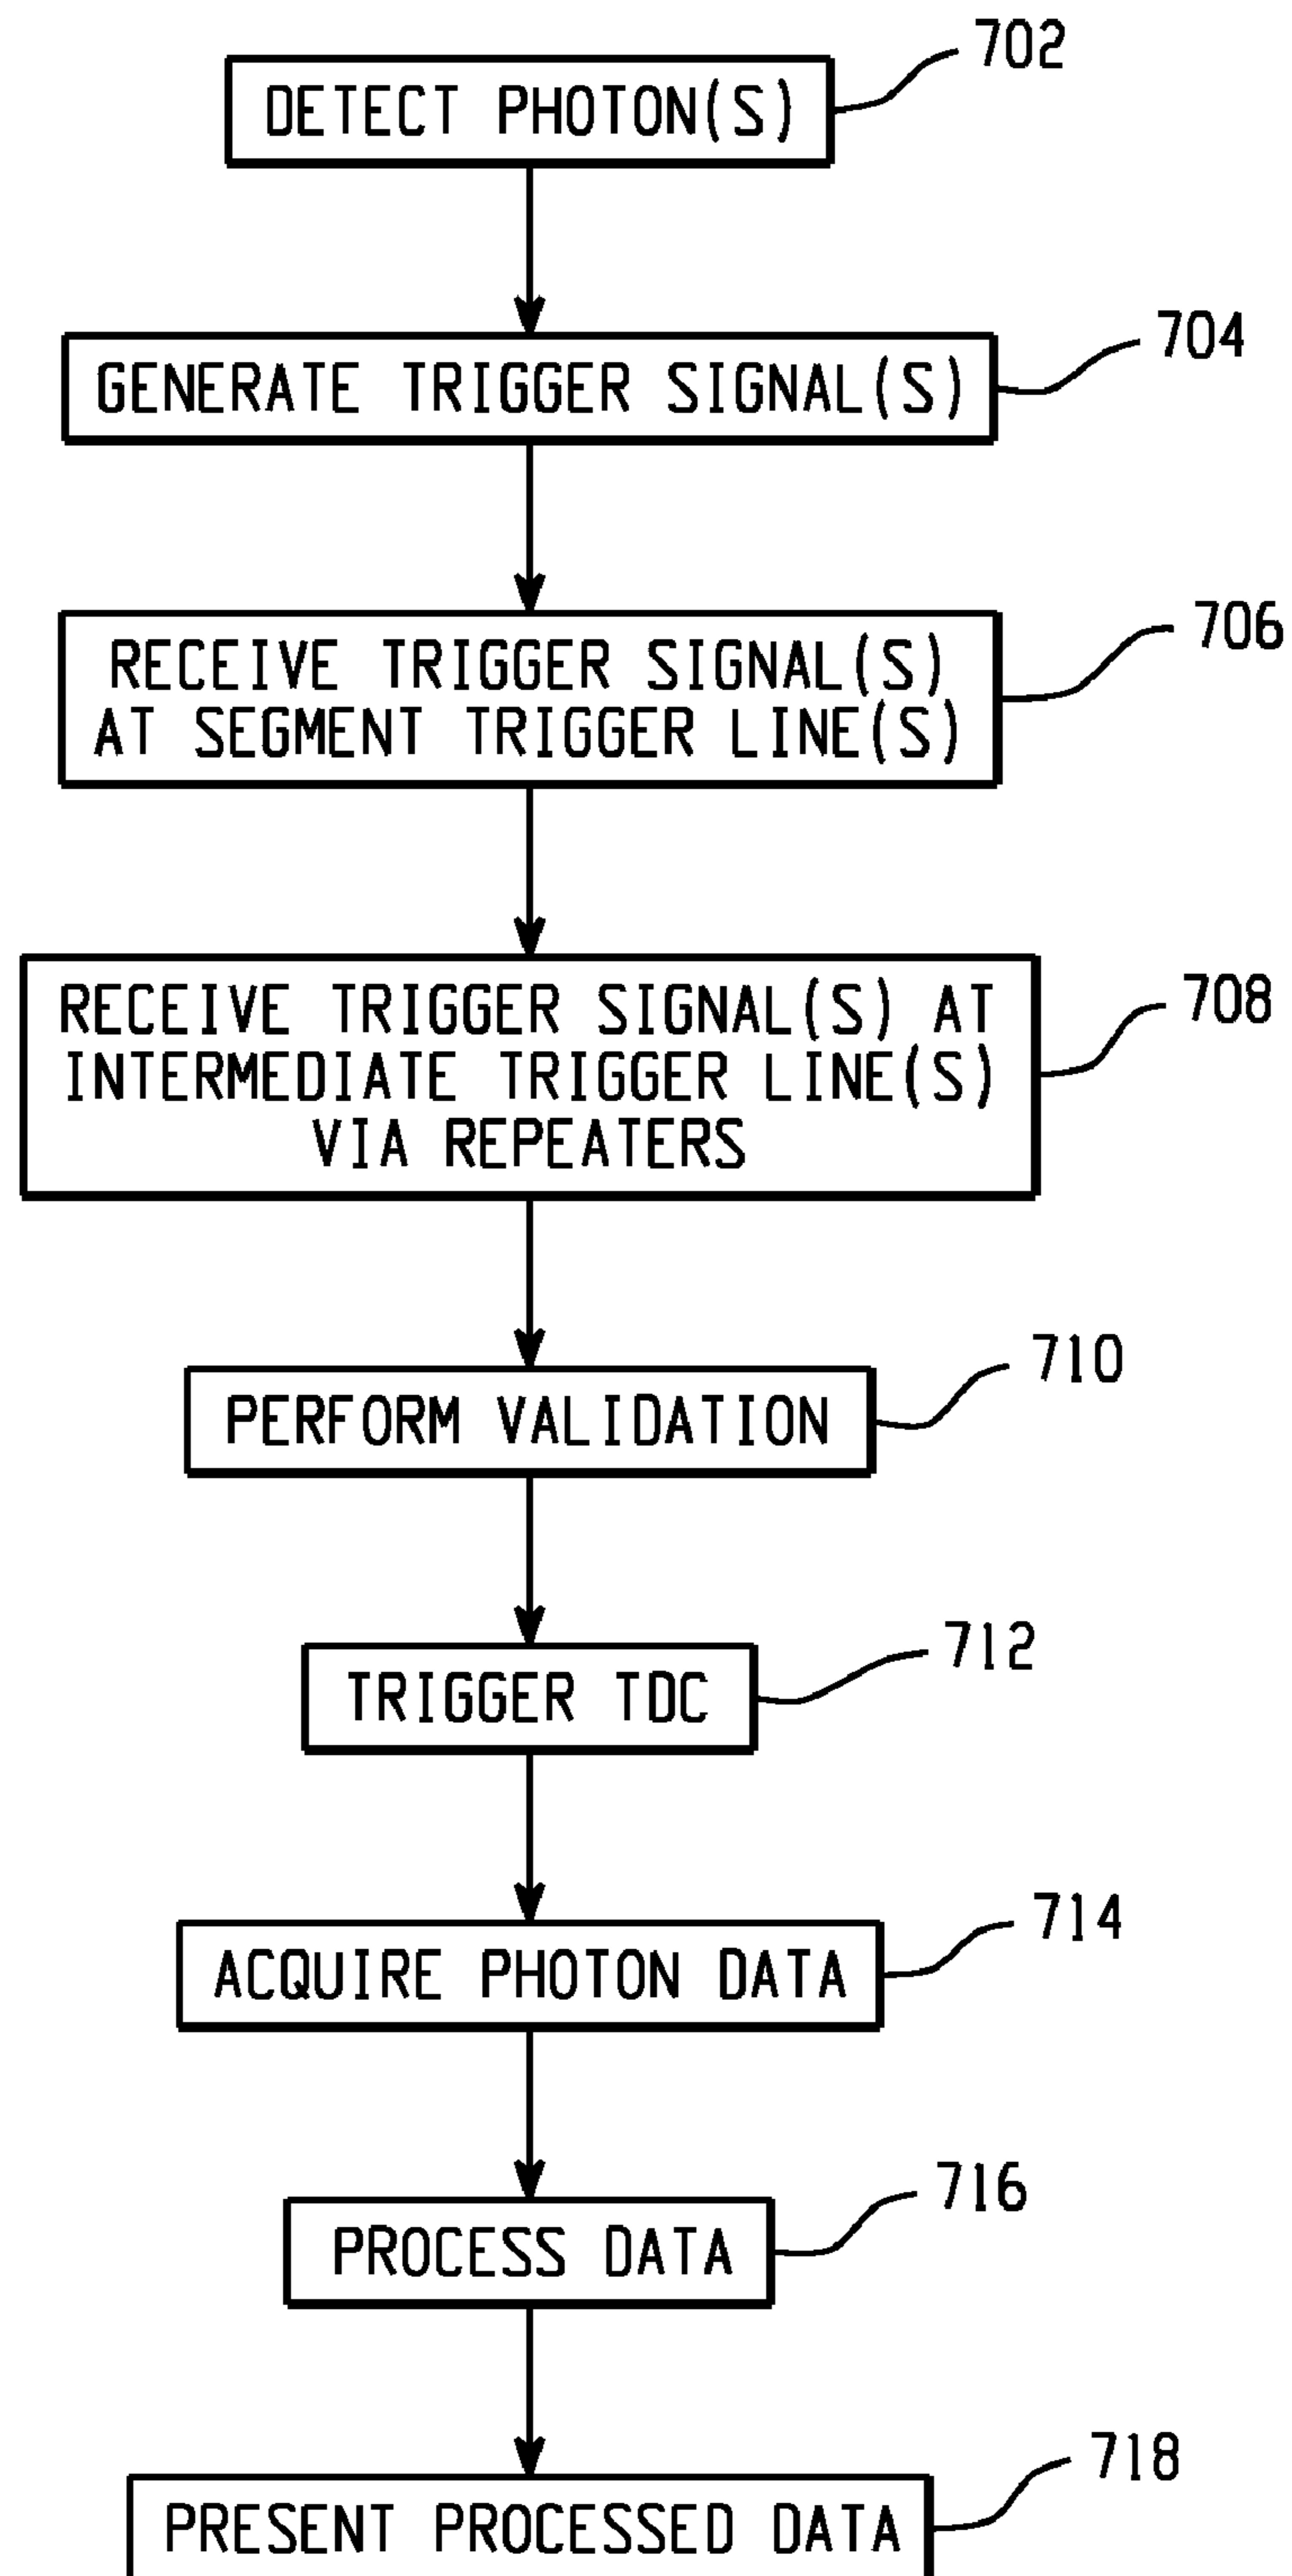 702
DETECT PHOTON(S)
704
GENERATE TRIGGER SIGNAL(S)
706
RECEIVE TRIGGER SIGNAL(S)
AT SEGMENT TRIGGER LINE(S)
708
RECEIVE TRIGGER SIGNAL(S) AT
INTERMEDIATE TRIGGER LINE(S)
VIA REPEATERS
710
PERFORM VALIDATION
712
TRIGGER TDC
714
ACQUIRE PHOTON DATA
716
PROCESS DATA
718
PRESENT PROCESSED DATA